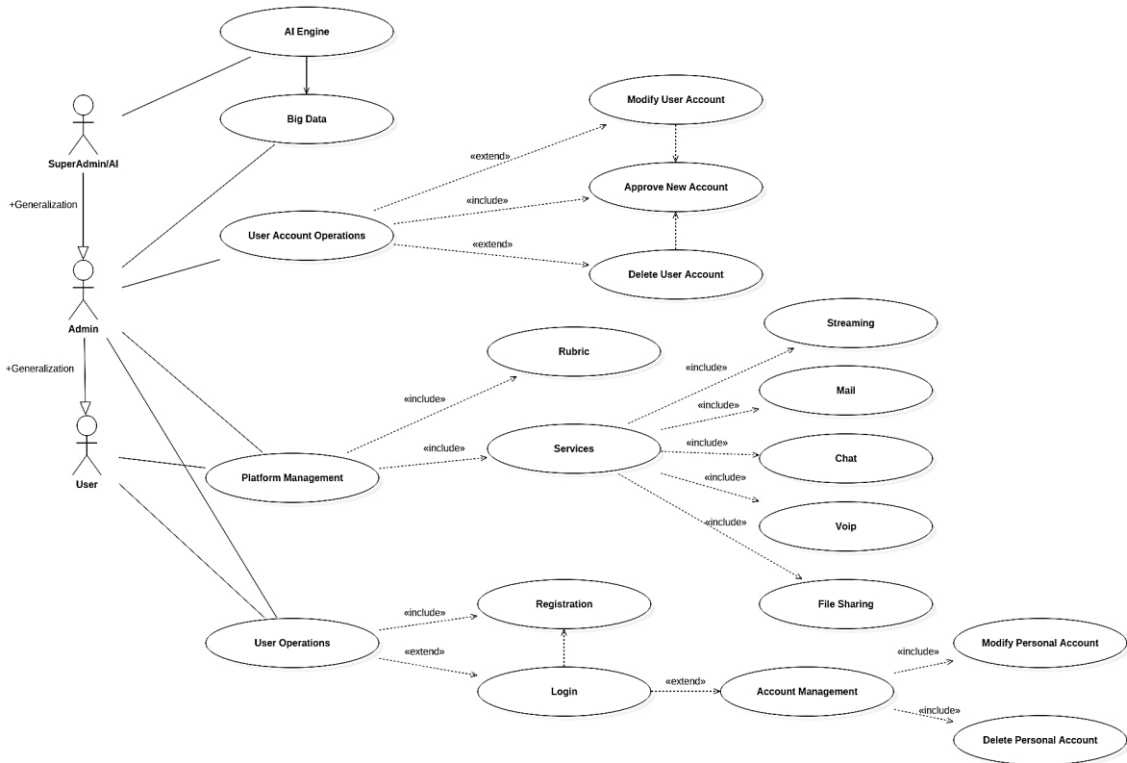 AI Engine
Modify User Account
Big Data
SuperAdmin/AI
«extend»
Approve New Account
+Generalization
«include»
User Account Operations
«extend»
Delete User Account
Admin
Streaming
Rubric
+Generalization
«include»
Mail
«include»
«include»
Chat
«include»
Services
«include»
User
Platform Management
«include»
Voip
«include»
Registration
File Sharing
«include»
User Operations
Modify Personal Account
«include»
«extend»
Login
«extend»
Account Management
«include»
Delete Personal Account